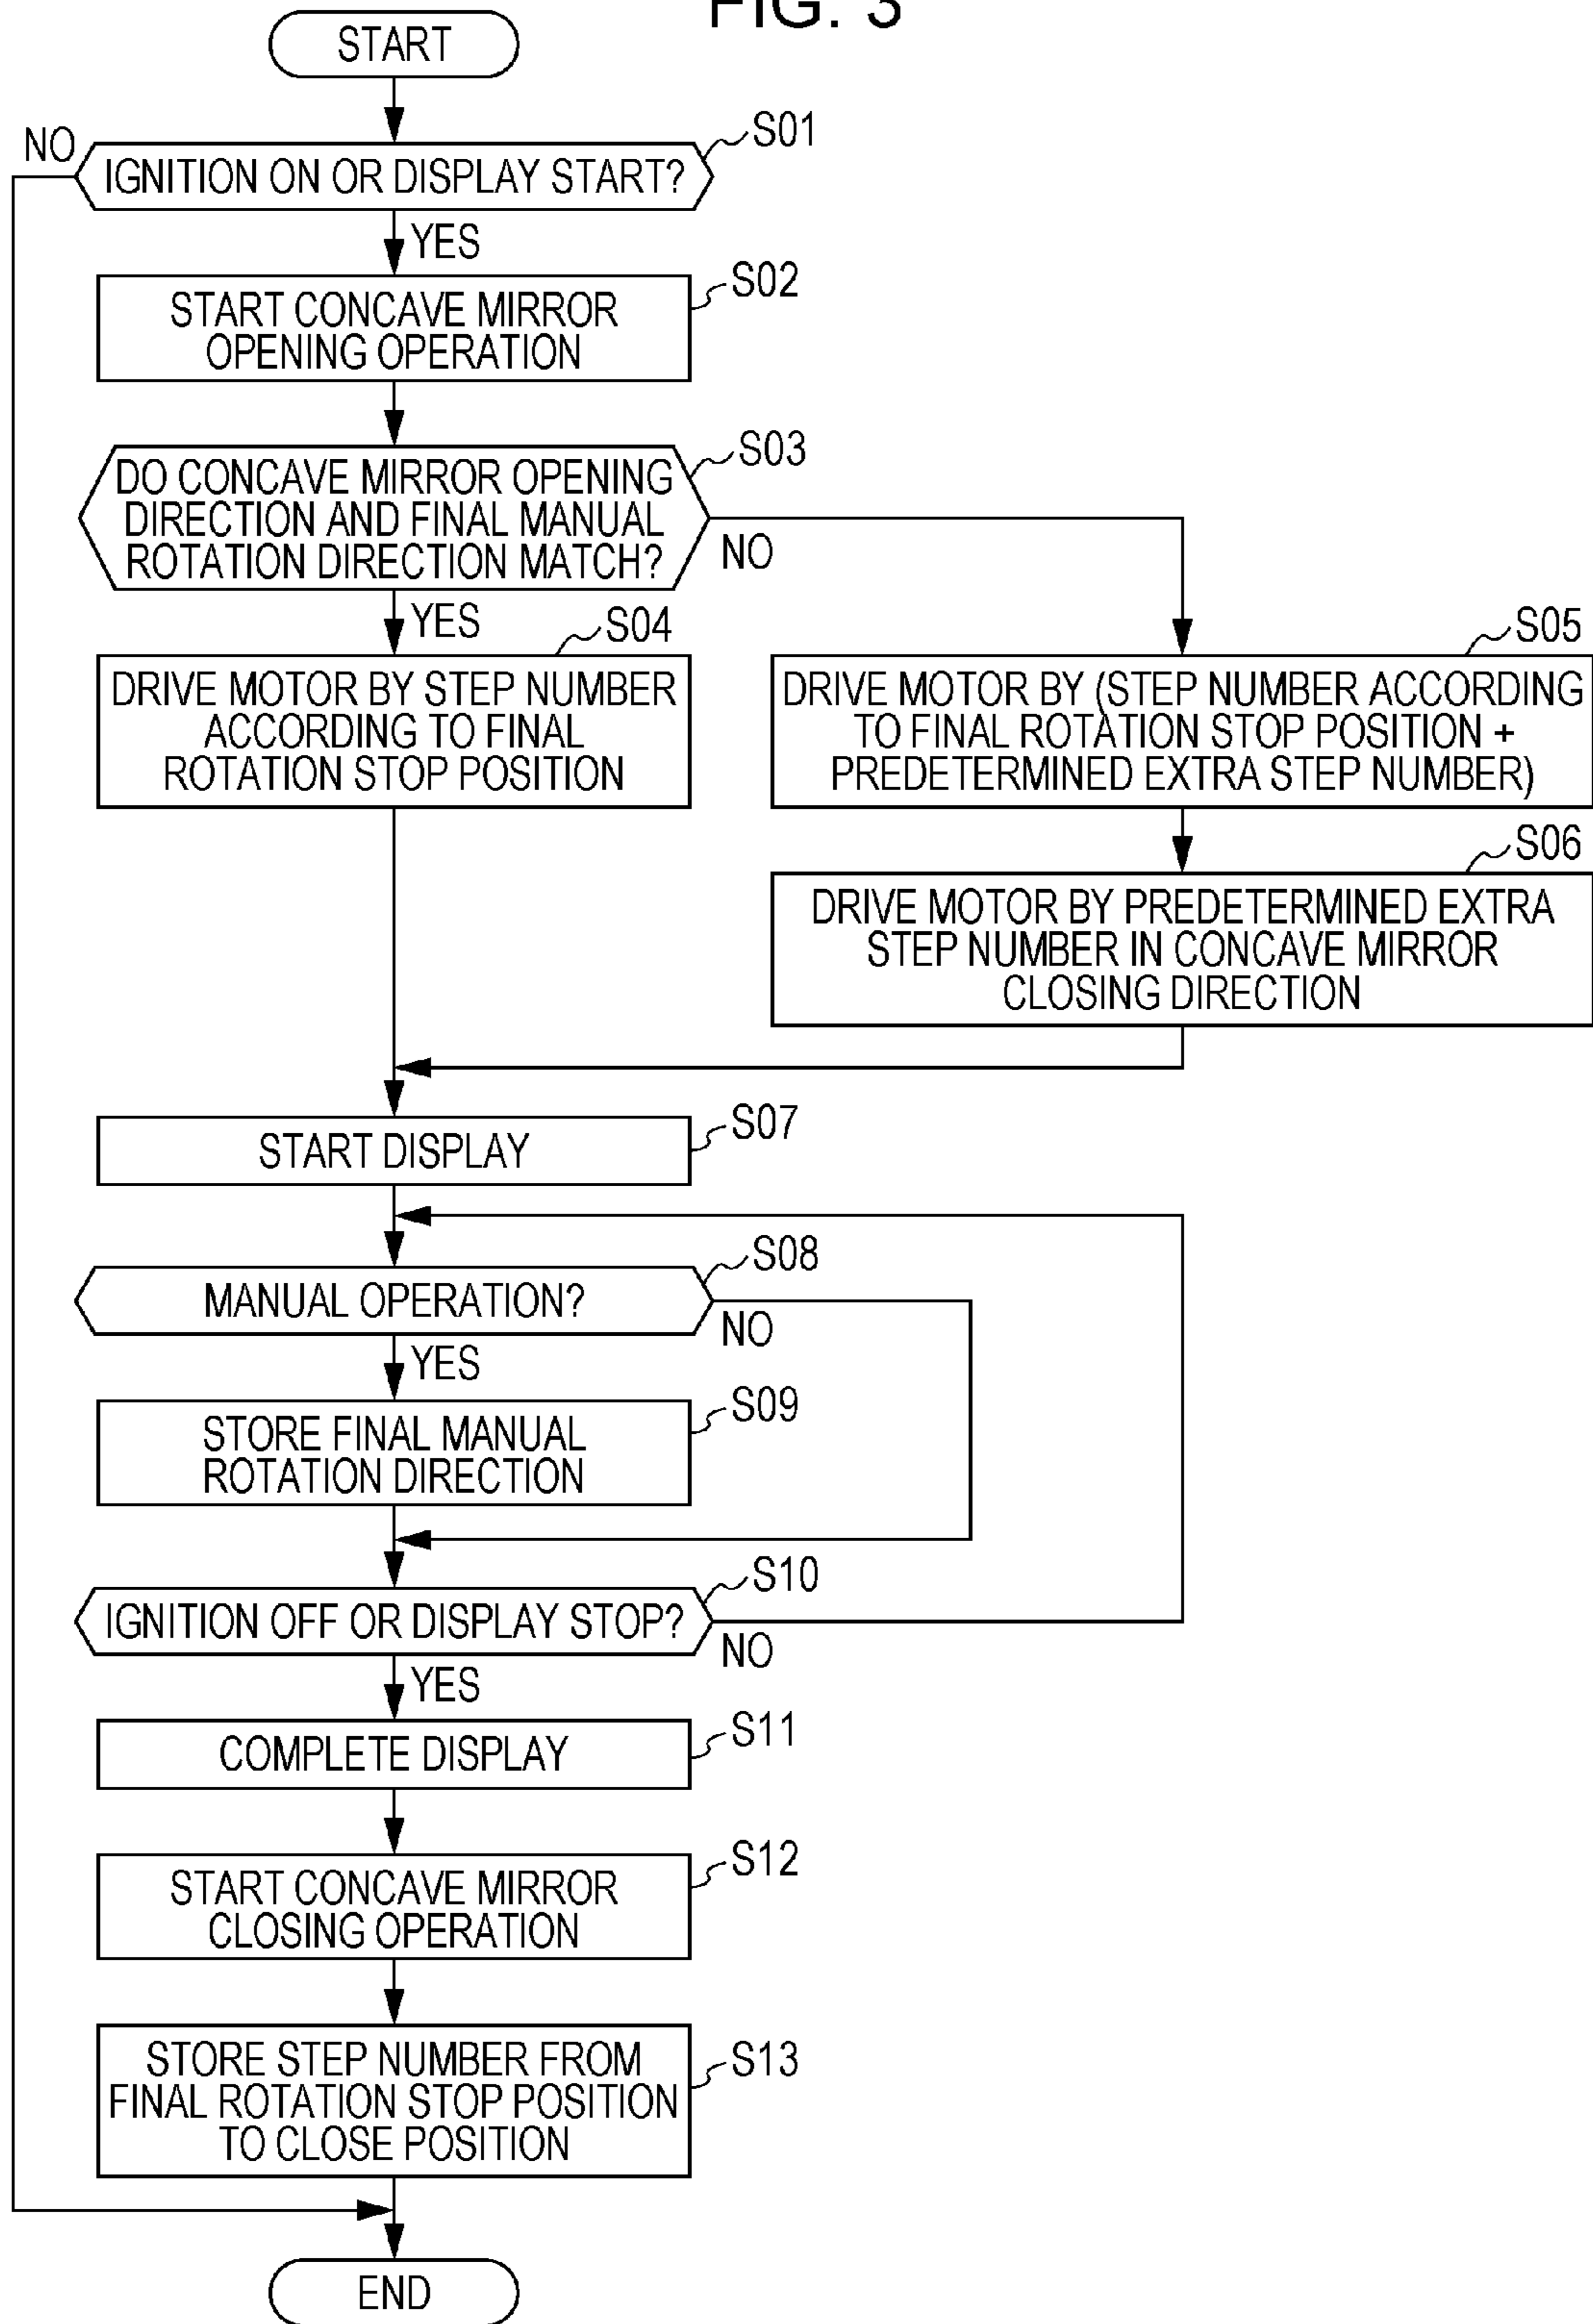 FIG. 3
START
NO
S01
IGNITION ON OR DISPLAY START?
YES
S02
START CONCAVE MIRROR
OPENING OPERATION
S03
DO CONCAVE MIRROR OPENING
DIRECTION AND FINAL MANUAL
ROTATION DIRECTION MATCH?
NO
YES
S04
DRIVE MOTOR BY STEP NUMBER
ACCORDING TO FINAL
ROTATION STOP POSITION
S05
DRIVE MOTOR BY (STEP NUMBER ACCORDING
TO FINAL ROTATION STOP POSITION +
PREDETERMINED EXTRA STEP NUMBER)
S06
DRIVE MOTOR BY PREDETERMINED EXTRA
STEP NUMBER IN CONCAVE MIRROR
CLOSING DIRECTION
S07
START DISPLAY
S08
MANUAL OPERATION?
NO
YES
S09
STORE FINAL MANUAL
ROTATION DIRECTION
S10
IGNITION OFF OR DISPLAY STOP?
NO
YES
S11
COMPLETE DISPLAY
S12
START CONCAVE MIRROR
CLOSING OPERATION
S13
STORE STEP NUMBER FROM
FINAL ROTATION STOP POSITION
TO CLOSE POSITION
END